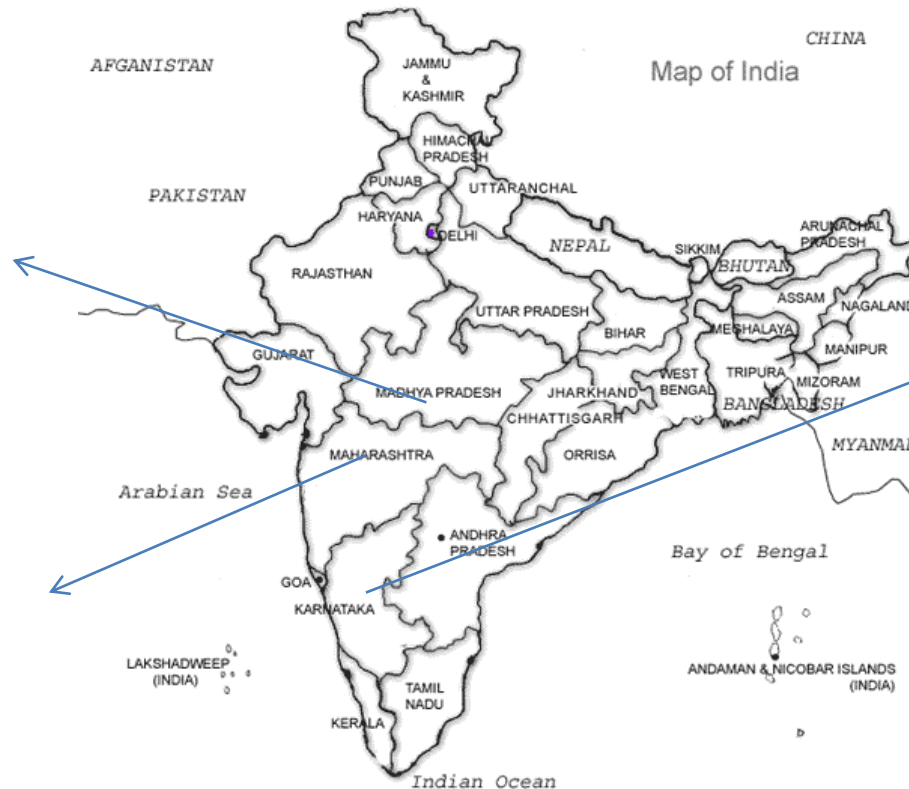 CHINA
AFGANISTAN
Map of India
JAMMU
&
KASHMIR
HIMACHAL
PRADESH
PUNJAB
UTTARANCHAL
PAKISTAN
HARYANA
DELHI
ARUNACHAL
PRADESH
NEPAL
SIKKIM
BHUTAN
RAJASTHAN
ASSAM
NAGALAND
UTTAR PRADESH
BIHAR
MEGHALAYA
GUJARAT
MANIPUR
WEST
BENGAL
TRIPURA
MIZORAM
MADHYA PRADESH
JHARKHAND
BANGLADESH
CHHATTISGARH
MYANMAR
MAHARASHTRA
ORRISA
Arabian Sea
ANDHRA
PRADESH
Bay of Bengal
GOA
KARNATAKA
LAKSHADWEEP
(INDIA)
ANDAMAN & NICOBAR ISLANDS
(INDIA)
TAMIL
NADU
KERALA
Indian Ocean